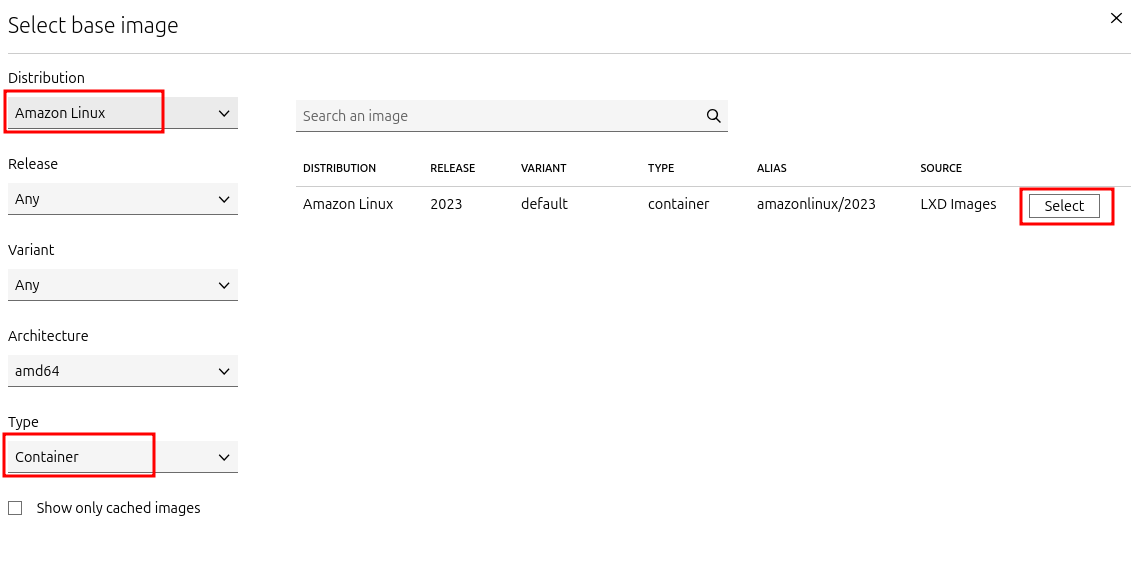 Select base image
Distribution
Amazon Linux
Release
Any
Variant
Any
Architecture
amd64
Type
Container
Show only cached images
Search an image
DISTRIBUTION RELEASE VARIANT TYPE ALIAS SOURCE
Amazon Linux 2023 default container amazonlinux/2023 LXD Images Select